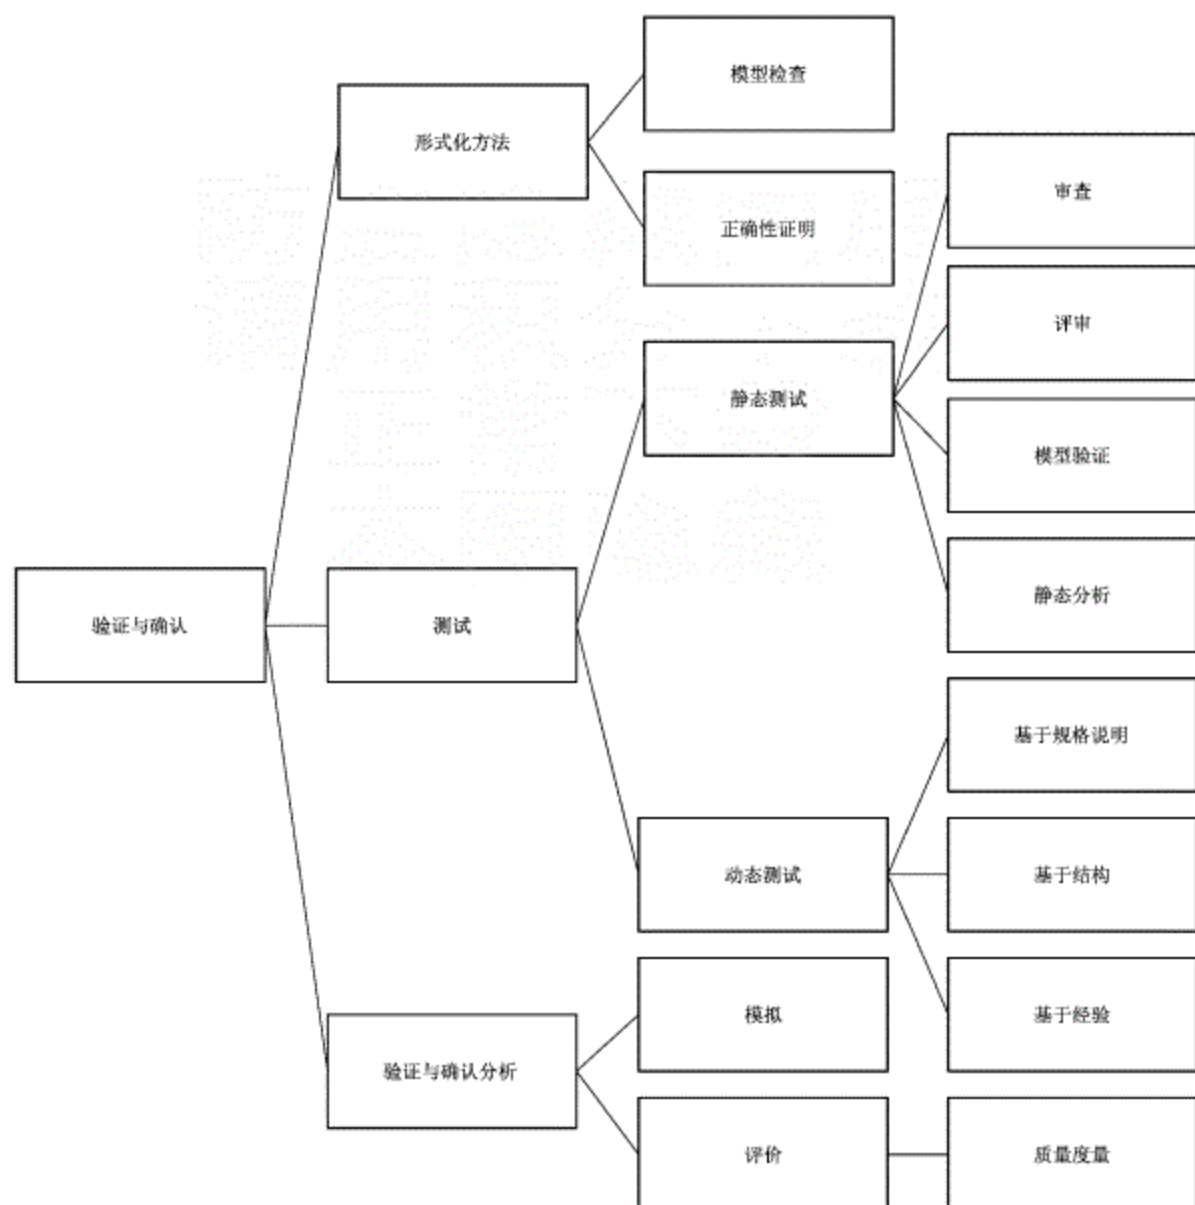 模型检查
形式化方法
审查
正确性证明
评审
静态测试
模型验证
静态分析
验证与确认
测试
基于规格说明
动态测试
基于结构
模拟
基于经验
验证与确认分析
评价
质量度量